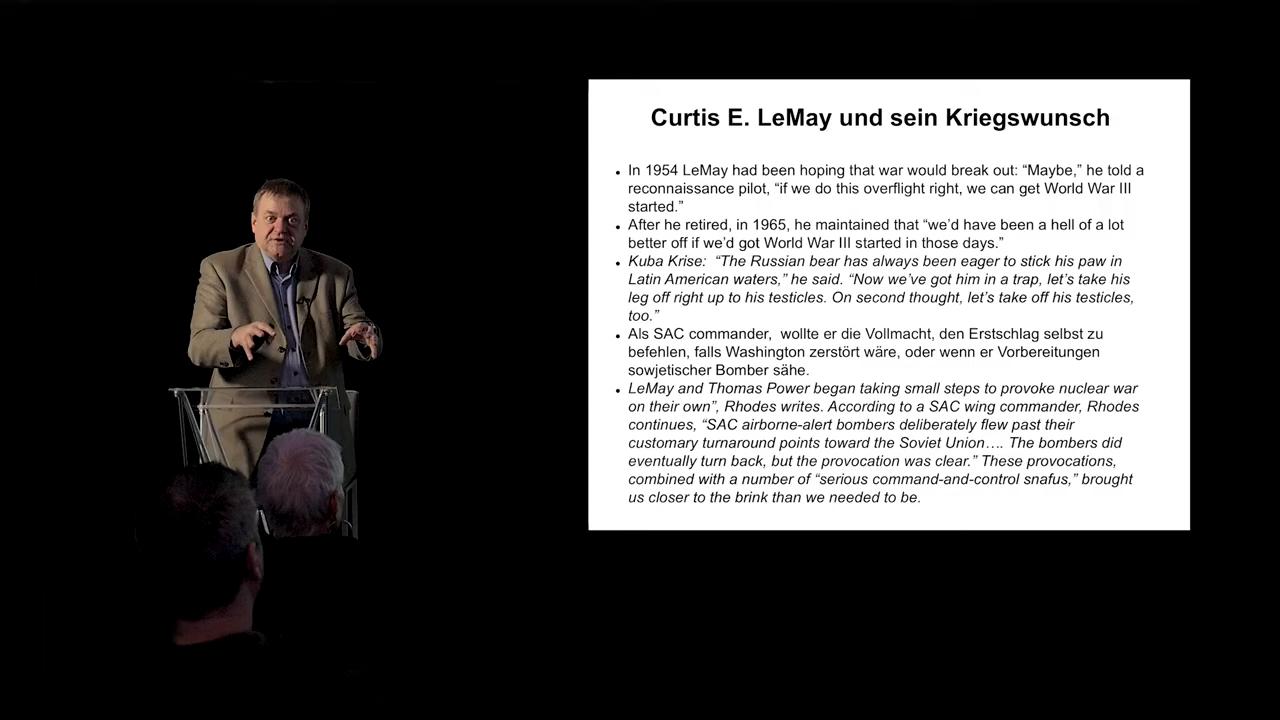 Curtis E. LeMay und sein Kriegswunsch
• In 1954 LeMay had been hoping that war would break out: “Maybe,” he told a
reconnaissance pilot, “if we do this overflight right, we can get World War III
started.”
• After he retired, in 1965, he maintained that “we’d have been a hell of a lot
better off if we’d got World War III started in those days.”
• Kuba Krise:  “The Russian bear has always been eager to stick his paw in
Latin American waters,” he said. “Now we’ve got him in a trap, let’s take his
leg off right up to his testicles. On second thought, let’s take off his testicles,
too.”
• Als SAC commander,  wollte er die Vollmacht, den Erstschlag selbst zu
befehlen, falls Washington zerstört wäre, oder wenn er Vorbereitungen
sowjetischer Bomber sähe.
• LeMay and Thomas Power began taking small steps to provoke nuclear war
on their own”, Rhodes writes. According to a SAC wing commander, Rhodes
continues, “SAC airborne-alert bombers deliberately flew past their
customary turnaround points toward the Soviet Union…. The bombers did
eventually turn back, but the provocation was clear.” These provocations,
combined with a number of “serious command-and-control snafus,” brought
us closer to the brink than we needed to be.